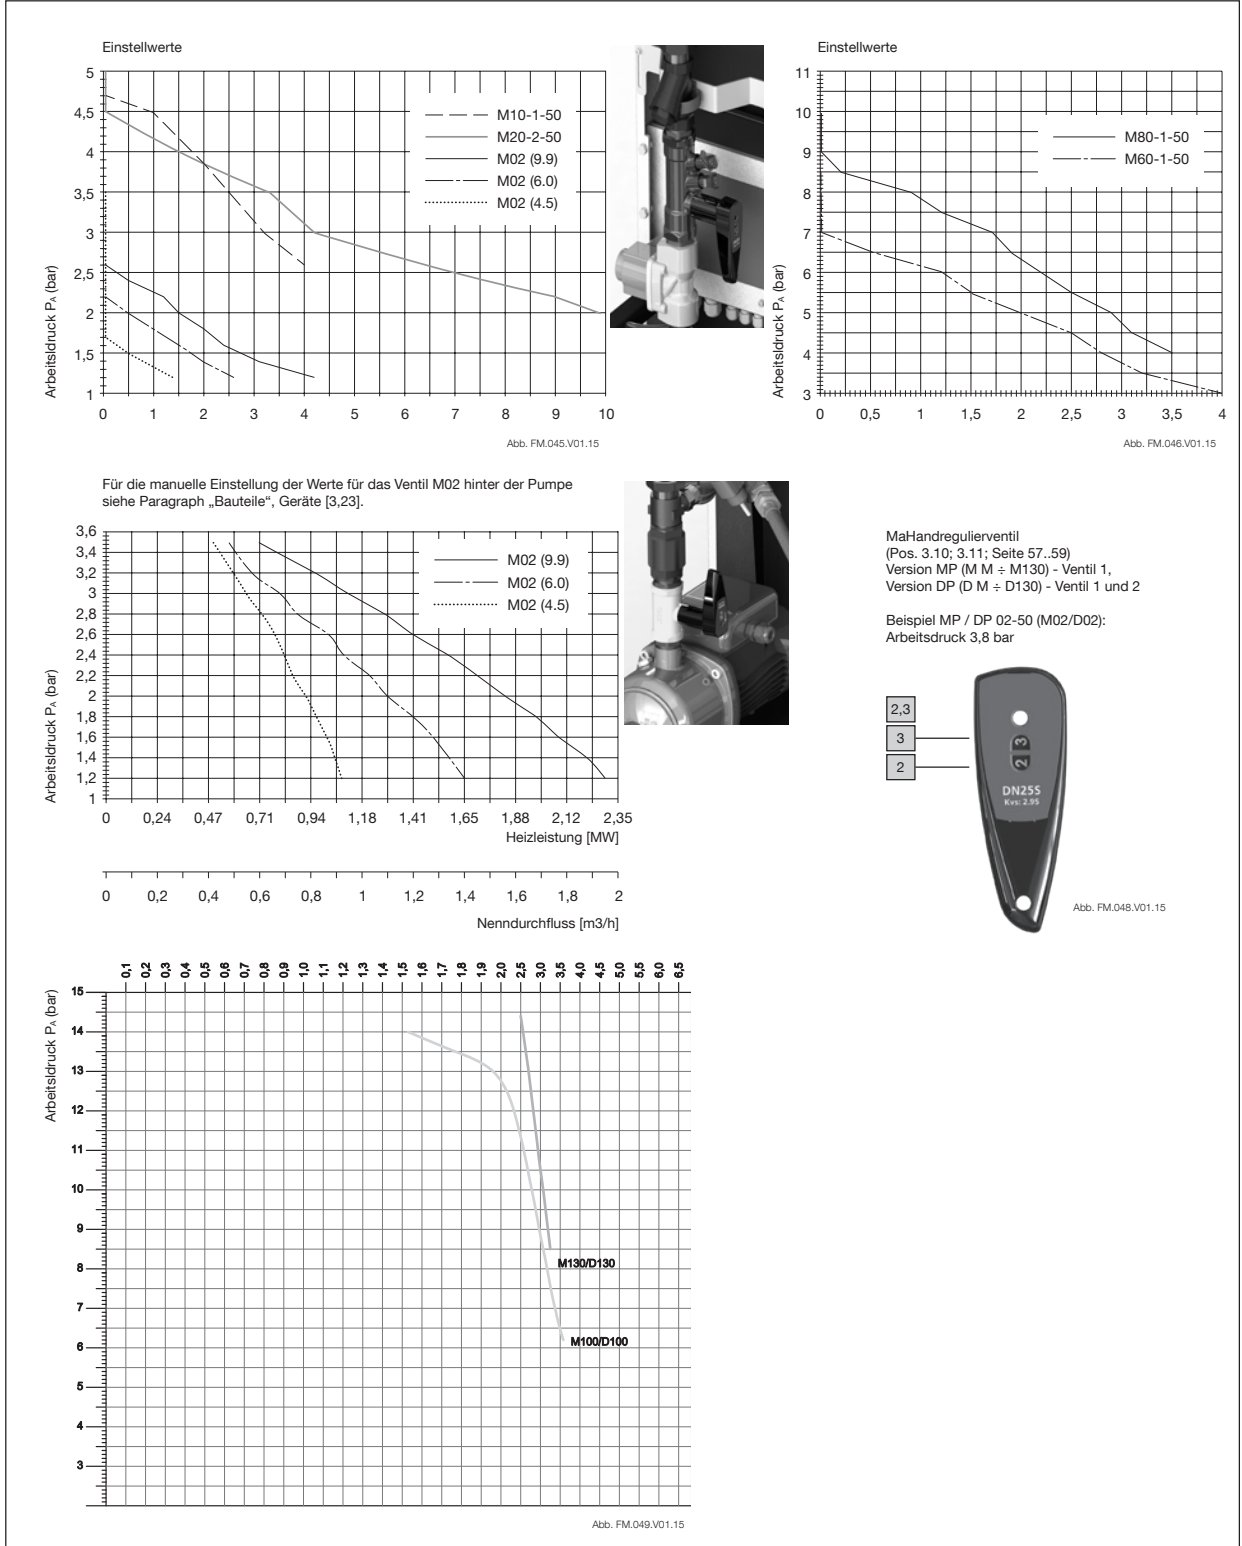 Einstellwerte
5
4,5
4
3,5
3
2,5
2
1,5
1
Arbeitsldruck PA (bar)
M10-1-50
M20-2-50
M02 (9.9)
M02 (6.0)
M02 (4.5)
0 1 2 3 4 5 6 7 8 9 10
Abb. FM.045.V01.15
Einstellwerte
11
10
9
8
7
6
5
4
3
Arbeitsldruck PA (bar)
M80-1-50
M60-1-50
0 0,5 1 1,5 2 2,5 3 3,5 4
Abb. FM.046.V01.15
Für die manuelle Einstellung der Werte für das Ventil M02 hinter der Pumpe
siehe Paragraph „Bauteile“, Geräte [3,23].
3,6
3,4
3,2
3
2,8
2,6
2,4
2,2
2
1,8
1,6
1,4
1,2
1
Arbeitsldruck PA (bar)
M02 (9.9)
M02 (6.0)
M02 (4.5)
0 0,24 0,47 0,71 0,94 1,18 1,41 1,65 1,88 2,12 2,35
Heizleistung [MW]
0 0,2 0,4 0,6 0,8 1 1,2 1,4 1,6 1,8 2
Nenndurchfluss [m3/h]
MaHandregulierventil
(Pos. 3.10; 3.11; Seite 57..59)
Version MP (M M ÷ M130) - Ventil 1,
Version DP (D M ÷ D130) - Ventil 1 und 2
Beispiel MP / DP 02-50 (M02/D02):
Arbeitsdruck 3,8 bar
2,3
3
2
2 3
DN25S
Kvs: 2.95
Abb. FM.048.V01.15
0,1 0,2 0,3 0,4 0,5 0,6 0,7 0,8 0,9 1,0 1,1 1,2 1,3 1,4 1,5 1,6 1,7 1,8 1,9 2,0 2,5 3,0 3,5 4,0 4,5 5,0 5,5 6,0 6,5
15
14
13
12
11
10
9
8
7
6
5
4
3
Arbeitsldruck PA (bar)
M130/D130
M100/D100
Abb. FM.049.V01.15